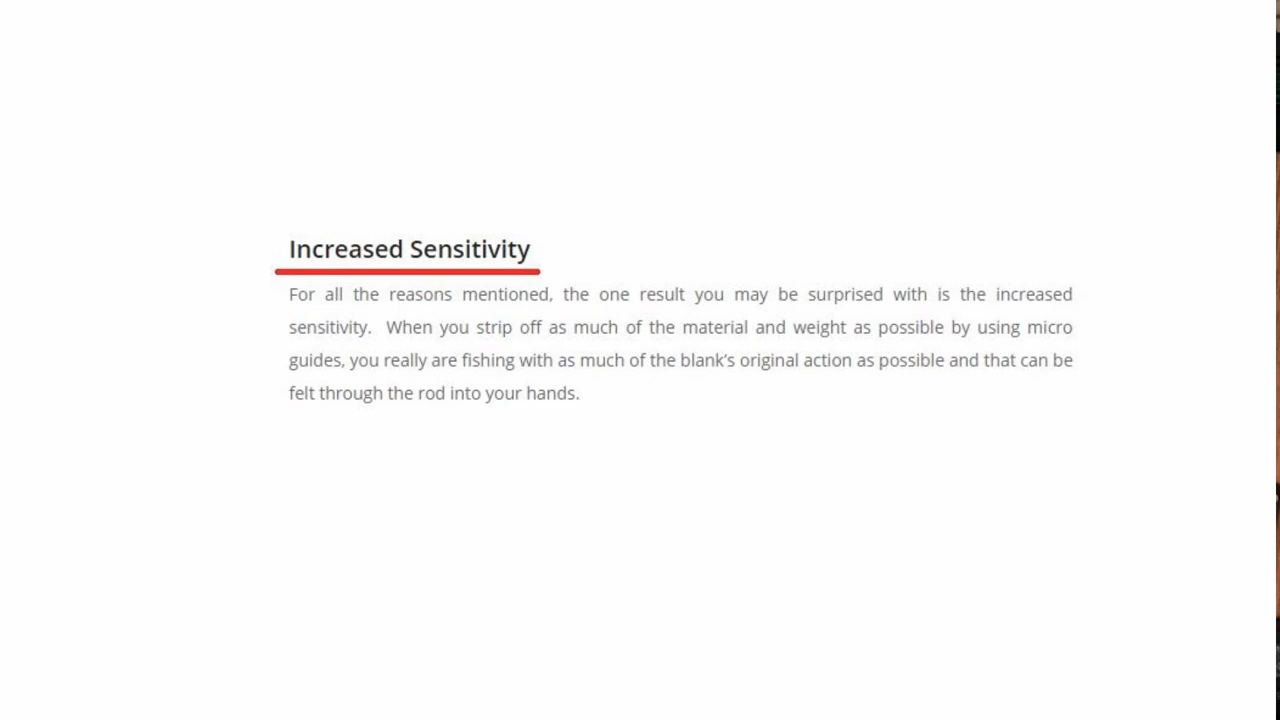 Increased Sensitivity
For all the reasons mentioned, the one result you may be surprised with is the increased
sensitivity.  When you strip off as much of the material and weight as possible by using micro
guides, you really are fishing with as much of the blank’s original action as possible and that can be
felt through the rod into your hands.